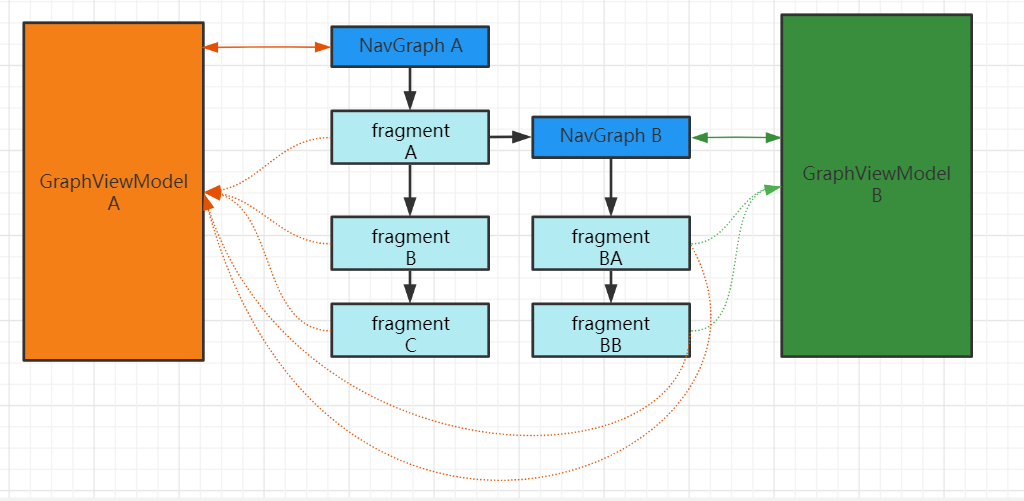 NavGraph A
GraphViewModel
A
fragment
A
fragment
B
fragment
C
NavGraph B
fragment
BA
fragment
BB
GraphViewModel
B